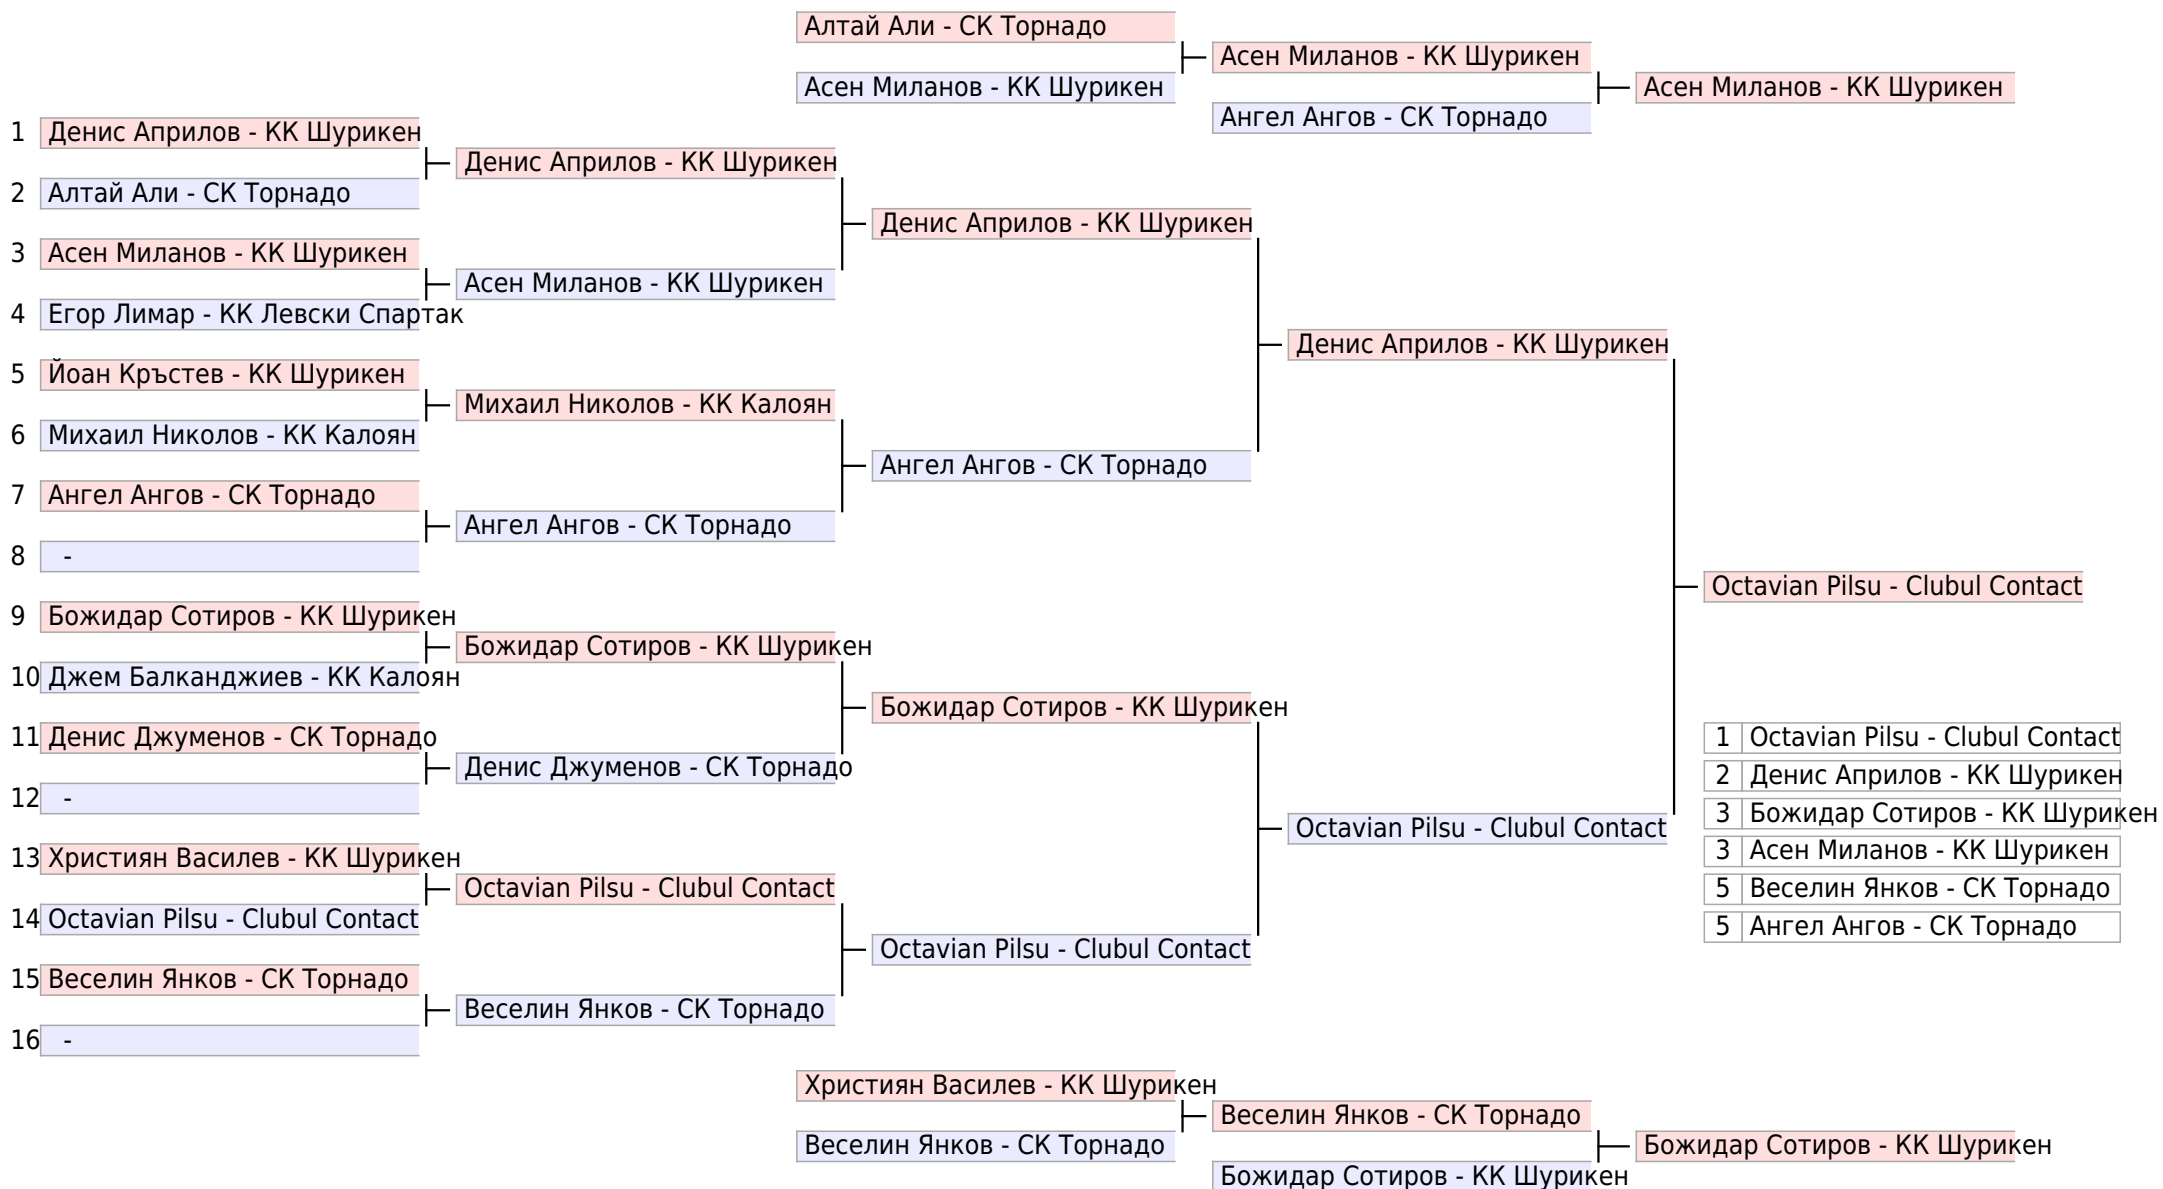 Алтай Али - СК Торнадо
Асен Миланов - КК Шурикен
Асен Миланов - КК Шурикен
Ангел Ангов - СК Торнадо
Асен Миланов - КК Шурикен
1 Денис Априлов - КК Шурикен
2 Алтай Али - СК Торнадо
3 Асен Миланов - КК Шурикен
4 Егор Лимар - КК Левски Спартак
5 Йоан Кръстев - КК Шурикен
6 Михаил Николов - КК Калоян
7 Ангел Ангов - СК Торнадо
8 -
9 Божидар Сотиров - КК Шурикен
10 Джем Балканджиев - КК Калоян
11 Денис Джуменов - СК Торнадо
12 -
13 Християн Василев - КК Шурикен
14 Octavian Pilsu - Clubul Contact
15 Веселин Янков - СК Торнадо
16 -
Денис Априлов - КК Шурикен
Асен Миланов - КК Шурикен
Михаил Николов - КК Калоян
Ангел Ангов - СК Торнадо
Божидар Сотиров - КК Шурикен
Денис Джуменов - СК Торнадо
Octavian Pilsu - Clubul Contact
Веселин Янков - СК Торнадо
Денис Априлов - КК Шурикен
Ангел Ангов - СК Торнадо
Божидар Сотиров - КК Шурикен
Octavian Pilsu - Clubul Contact
Денис Априлов - КК Шурикен
Octavian Pilsu - Clubul Contact
Octavian Pilsu - Clubul Contact
1 Octavian Pilsu - Clubul Contact
2 Денис Априлов - КК Шурикен
3 Божидар Сотиров - КК Шурикен
3 Асен Миланов - КК Шурикен
5 Веселин Янков - СК Торнадо
5 Ангел Ангов - СК Торнадо
Християн Василев - КК Шурикен
Веселин Янков - СК Торнадо
Веселин Янков - СК Торнадо
Божидар Сотиров - КК Шурикен
Божидар Сотиров - КК Шурикен